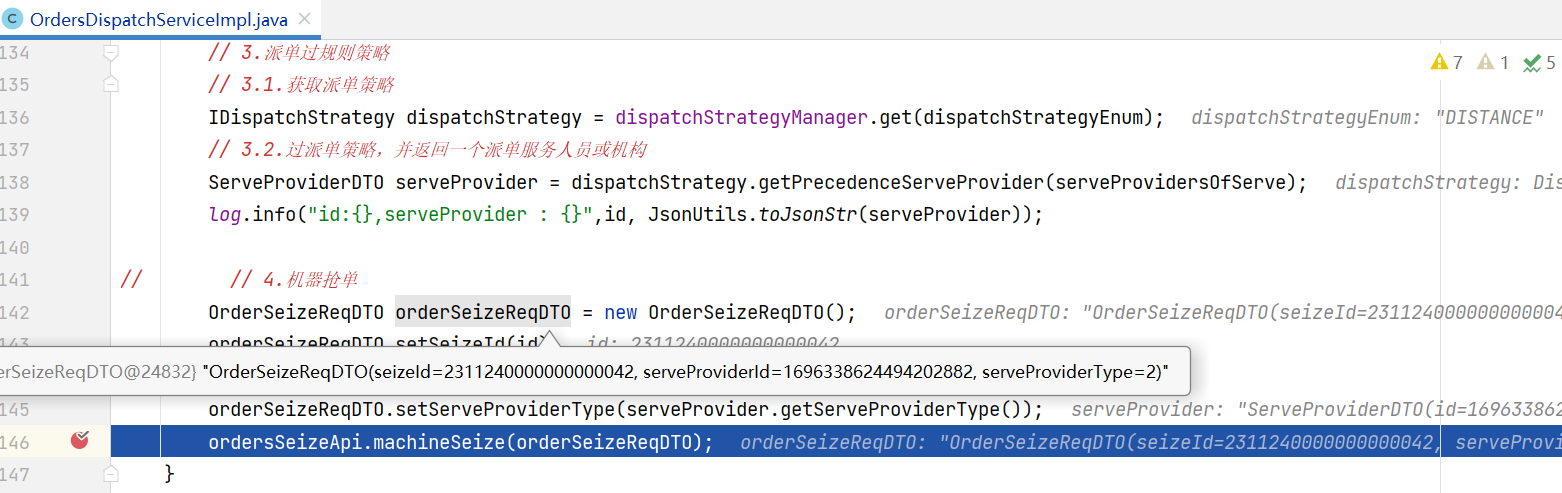 OrdersDispatchServiceImpl.java
7 1 5
134 // 3.派单过规则策略
135 // 3.1.获取派单策略
136 IDispatchStrategy dispatchStrategy = dispatchStrategyManager.get(dispatchStrategyEnum); dispatchStrategyEnum: "DISTANCE"
137 // 3.2.过派单策略，并返回一个派单服务人员或机构
138 ServeProviderDTO serveProvider = dispatchStrategy.getPrecedenceServeProvider(serveProvidersOfServe); dispatchStrategy: Dis
139 log.info("id:{},serveProvider : {}",id, JsonUtils.toJsonStr(serveProvider));
140
141 // // 4.机器抢单
142 OrderSeizeReqDTO orderSeizeReqDTO = new OrderSeizeReqDTO(); orderSeizeReqDTO: "OrderSeizeReqDTO(seizeId=2311240000000000004
143 orderSeizeReqDTO.setSeizeId(id) id: 2311240000000000042
erSeizeReqDTO@24832} "OrderSeizeReqDTO(seizeId=2311240000000000042, serveProviderId=1696338624494202882, serveProviderType=2)"
145 orderSeizeReqDTO.setServeProviderType(serveProvider.getServeProviderType()); serveProvider: "ServeProviderDTO(id=169633862
146 ordersSeizeApi.machineSeize(orderSeizeReqDTO); orderSeizeReqDTO: "OrderSeizeReqDTO(seizeId=2311240000000000042, serveProvi
147 }